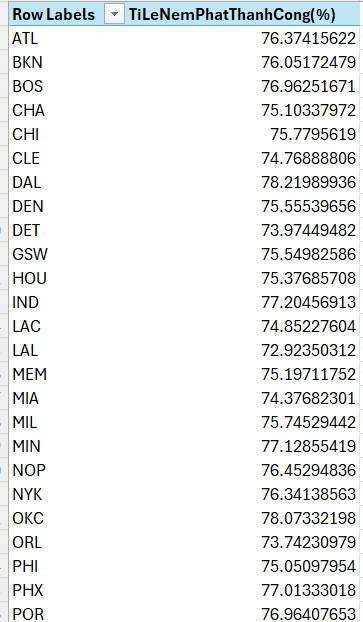 Row Labels TiLeNemPhatThanhCong(%)
ATL 76.37415622
BKN 76.05172479
BOS 76.96251671
CHA 75.10337972
CHI 75.7795619
CLE 74.76888806
DAL 78.21989936
DEN 75.55539656
DET 73.97449482
GSW 75.54982586
HOU 75.37685708
IND 77.20456913
LAC 74.85227604
LAL 72.92350312
MEM 75.19711752
MIA 74.37682301
MIL 75.74529442
MIN 77.12855419
NOP 76.45294836
NYK 76.34138563
OKC 78.07332198
ORL 73.74230979
PHI 75.05097954
PHX 77.01333018
POR 76.96407653